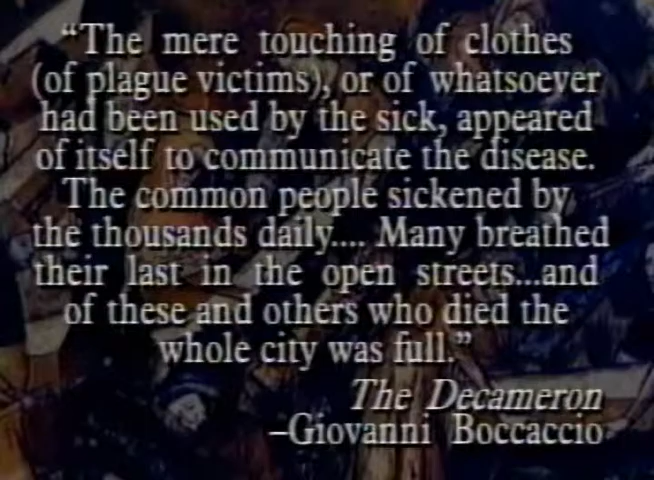 “The mere touching of clothes
(of plague victims), or of whatsoever
had been used by the sick, appeared
of itself to communicate the disease.
The common people sickened by
the thousands daily.... Many breathed
their last in the open streets...and
of these and others who died the
whole city was full.”
The Decameron
–Giovanni Boccaccio